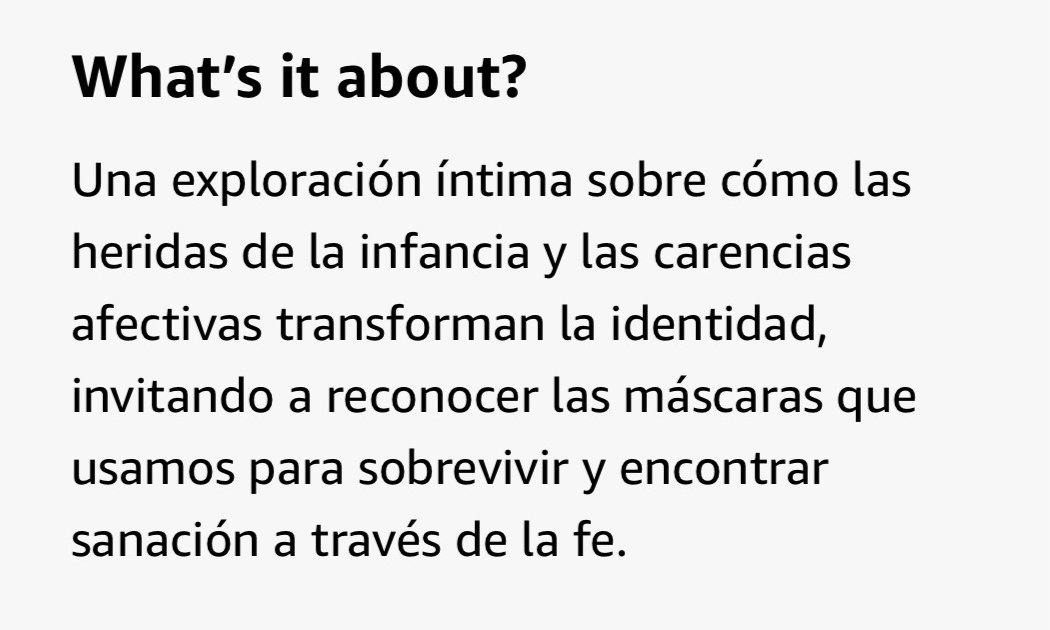 What's it about?
Una exploración íntima sobre cómo las
heridas de la infancia y las carencias
afectivas transforman la identidad,
invitando a reconocer las máscaras que
usamos para sobrevivir y encontrar
sanación a través de la fe.